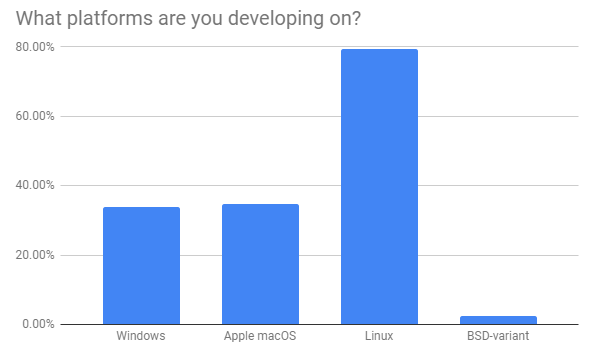 What platforms are you developing on?
80.00%
60.00%
40.00%
20.00%
0.00%
Windows Apple macOS Linux BSD-variant